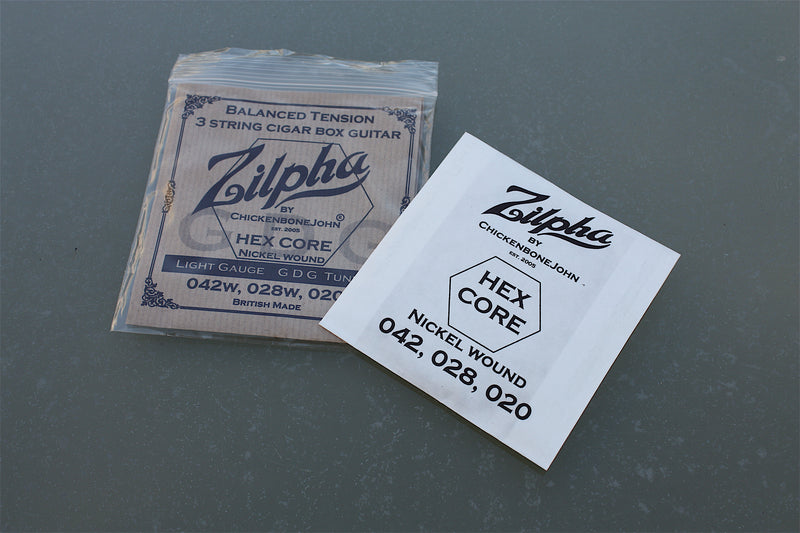 BALANCED TENSION
3 STRING CIGAR BOX GUITAR
Zilpha
BY
CHICKENBONEJOHN®
EST. 2005
HEX CORE
NICKEL WOUND
LIGHT GAUGE G D G
042W, 028W,
BRITISH MADE
Zilpha
BY
CHICKENBONEJOHN
EST. 2005
HEX
CORE
NICKEL WOUND
042, 028, 020